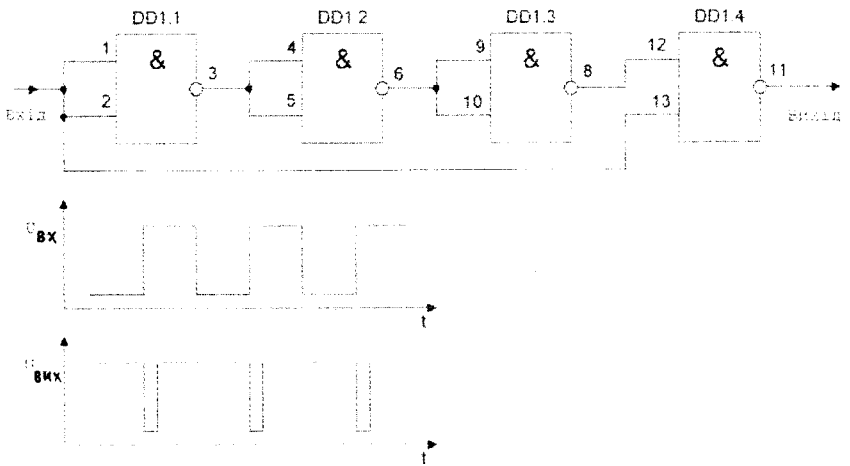 DD1.1 DD1.2 DD1.3 DD1.4
& & & &
1 2 3 4 5 6 9 10 8 12 13 11
Вхід Вихід
U вх
t
U вих
t